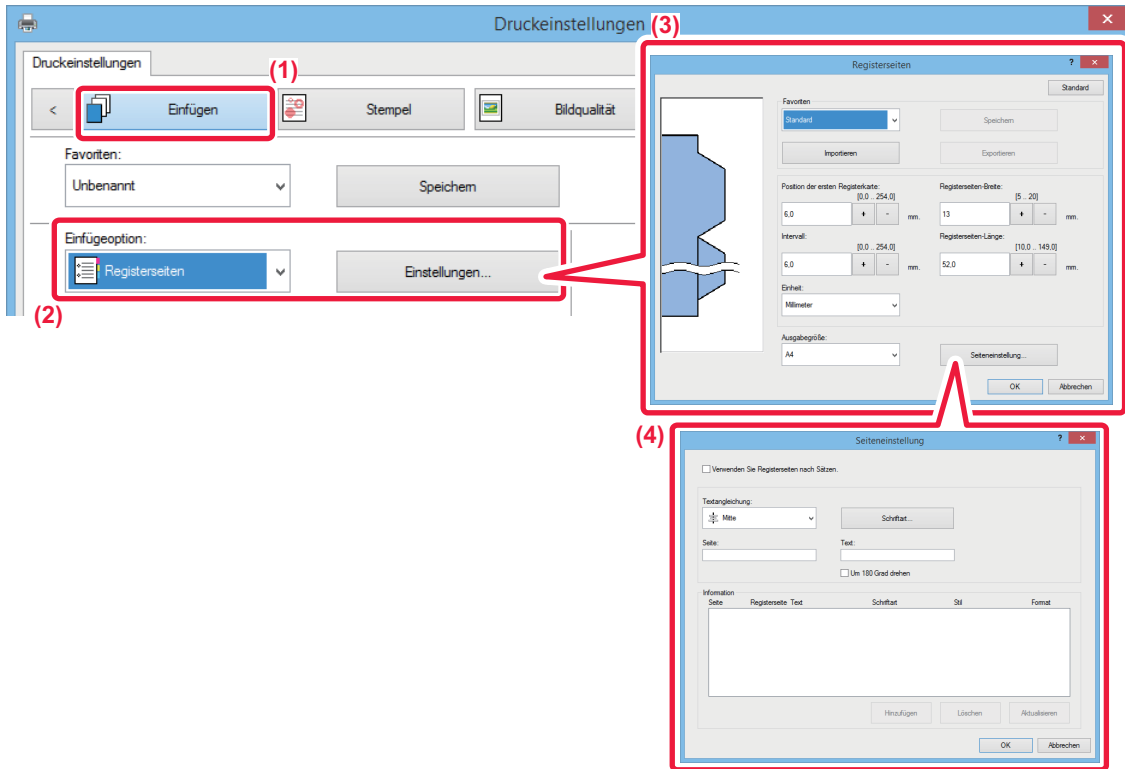 Druckeinstellungen
(3)
Druckeinstellungen
(1)
< Einfügen Stempel Bildqualität
Favoriten:
Unbenannt Speichern
Einfügeoption:
Registerseiten Einstellungen...
(2)
Registerseiten ?
Standard
Favoriten
Standard Speichern
Importieren Exportieren
Position der ersten Registerkarte: Registerseiten-Breite:
[0,0 .. 254,0] [5 .. 20]
6,0 + - mm. 13 + - mm.
Intervall: Registerseiten-Länge:
[0,0 .. 254,0] [10,0 .. 149,0]
6,0 + - mm. 52,0 + - mm.
Einheit:
Millimeter
Ausgabegröße:
A4 Seiteneinstellung...
OK Abbrechen
(4)
Seiteneinstellung ?
Verwenden Sie Registerseiten nach Sätzen.
Textangleichung:
Mitte Schriftart...
Seite: Text:
Um 180 Grad drehen
Information
Seite Registerseite Text Schriftart Stil Format
Hinzufügen Löschen Aktualisieren
OK Abbrechen